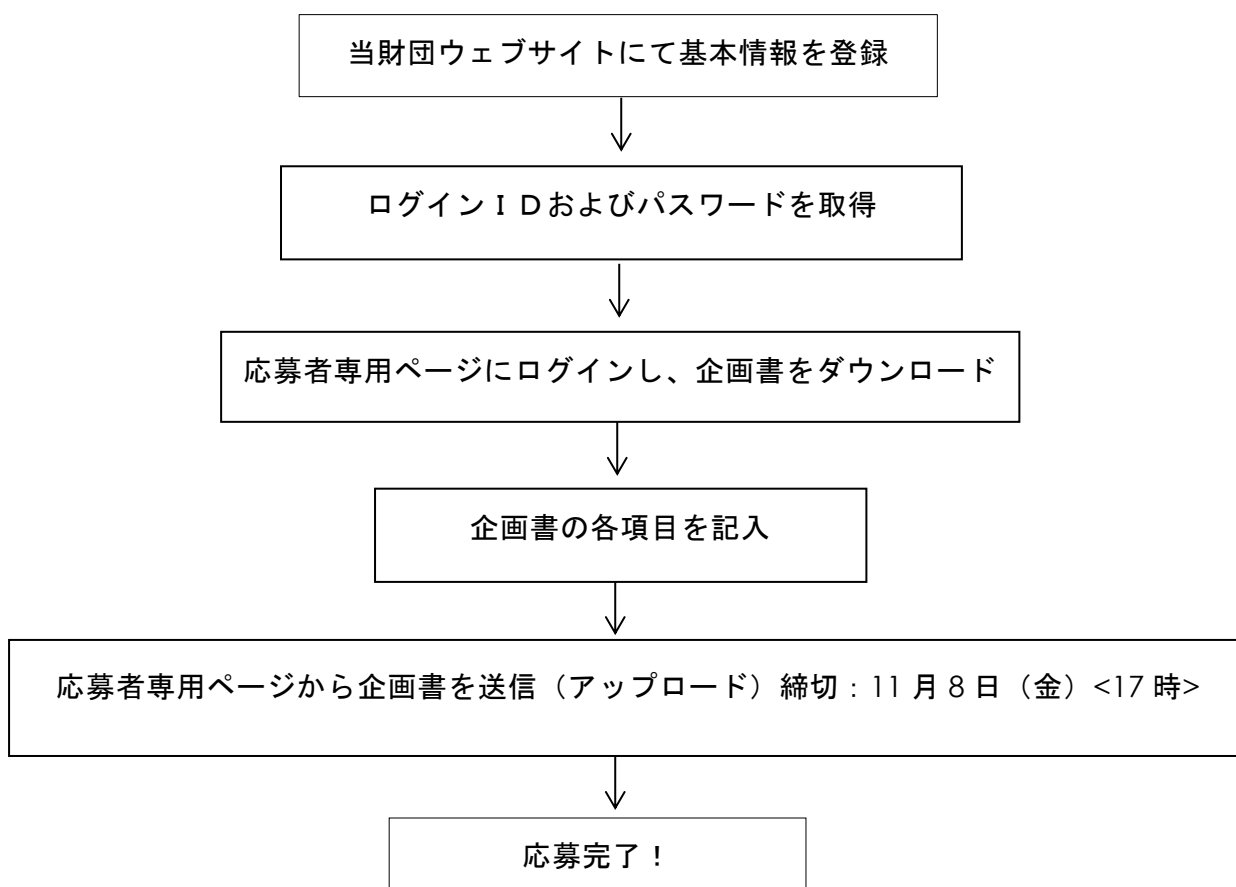 当財団ウェブサイトにて基本情報を登録
ログインＩＤおよびパスワードを取得
応募者専用ページにログインし、企画書をダウンロード
企画書の各項目を記入
応募者専用ページから企画書を送信（アップロード）締切：11 月 8 日（金）<17 時>
応募完了！